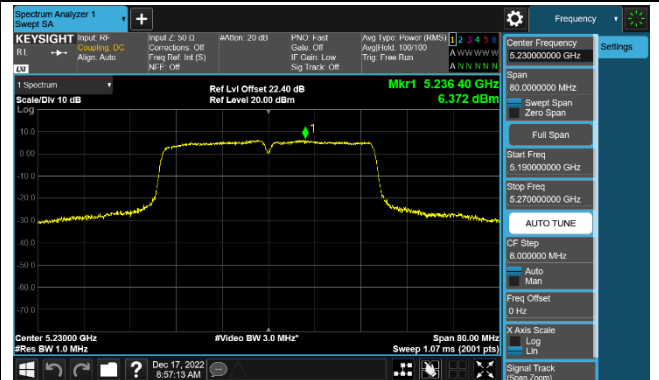 Spectrum Analyzer 1
Swept SA
Frequency
KEYSIGHT
Input: RF
Coupling: DC
Align: Auto
R L
LXI
Input Z: 50 Ω
Corrections: Off
Freq Ref: Int (S)
NFE: Off
#Atten: 20 dB
PNO: Fast
Gate: Off
IF Gain: Low
Sig Track: Off
Avg Type: Power (RMS)
Avg|Hold: 100/100
Trig: Free Run
1 2 3 4 5 6
A W W W W W
A N N N N N
1 Spectrum
Scale/Div 10 dB
Log
Ref Lvl Offset 22.40 dB
Ref Level 20.00 dBm
Mkr1 5.236 40 GHz
6.372 dBm
1
10.0
0.00
-10.0
-20.0
-30.0
-40.0
-50.0
-60.0
-70.0
Center 5.23000 GHz
#Res BW 1.0 MHz
#Video BW 3.0 MHz*
Span 80.00 MHz
Sweep 1.07 ms (2001 pts)
Dec 17, 2022
8:57:13 AM
Center Frequency
5.230000000 GHz
Settings
Span
80.0000000 MHz
Swept Span
Zero Span
Full Span
Start Freq
5.190000000 GHz
Stop Freq
5.270000000 GHz
AUTO TUNE
CF Step
8.000000 MHz
Auto
Man
Freq Offset
0 Hz
X Axis Scale
Log
Lin
Signal Track
(Span Zoom)